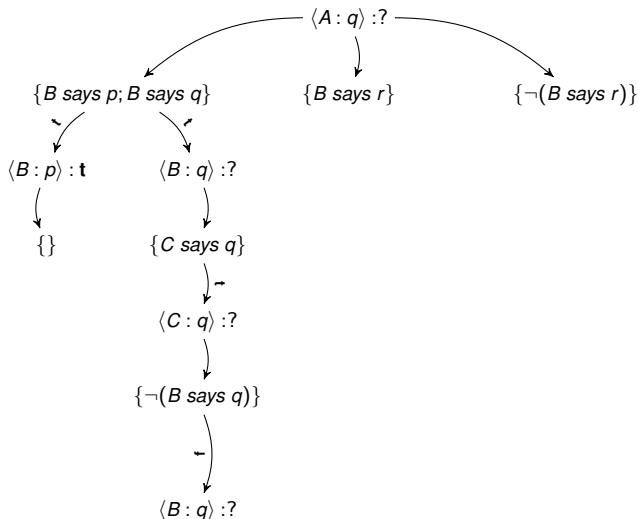 ⟨A : q⟩ :?
{B says p; B says q} {B says r} {¬(B says r)}
t t
⟨B : p⟩ : t ⟨B : q⟩ :?
{} {C says q}
t
⟨C : q⟩ :?
{¬(B says q)}
f
⟨B : q⟩ :?